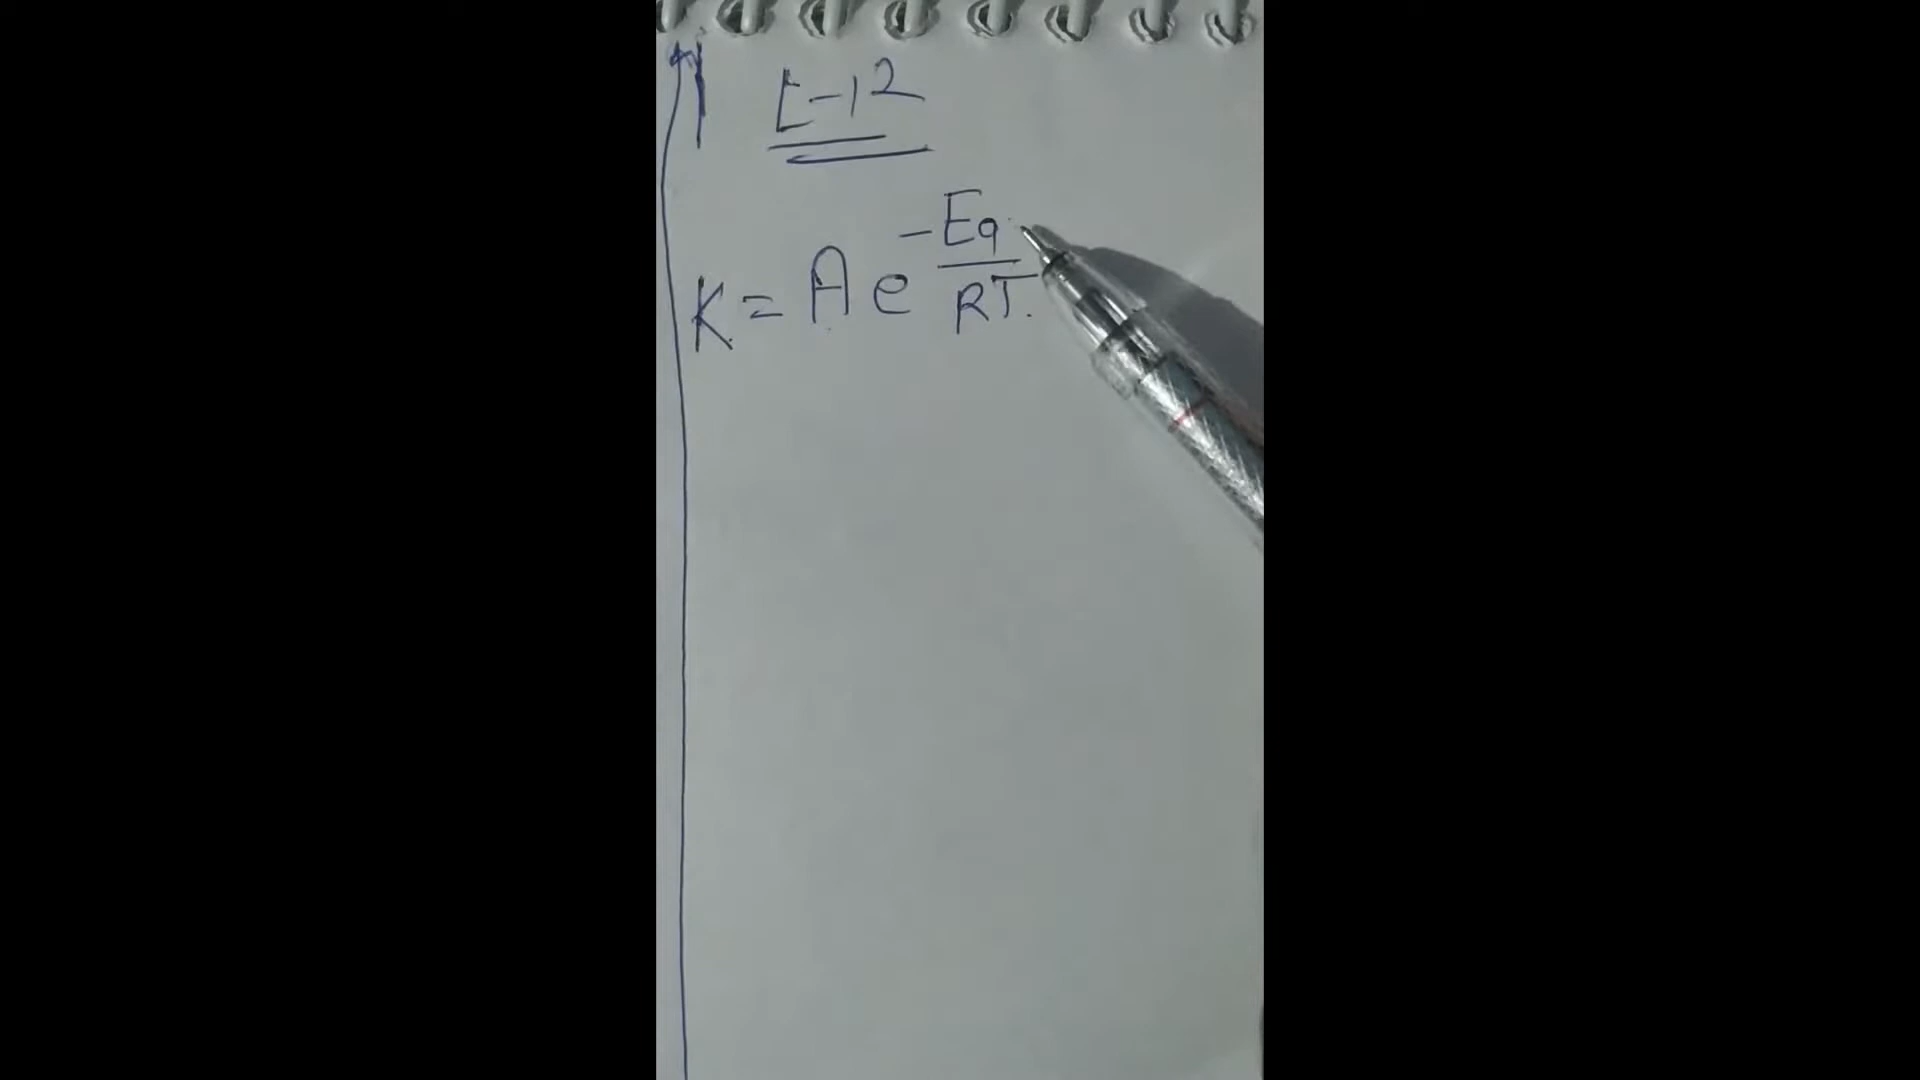 E-12
K = A e^{-Ea/RT}.